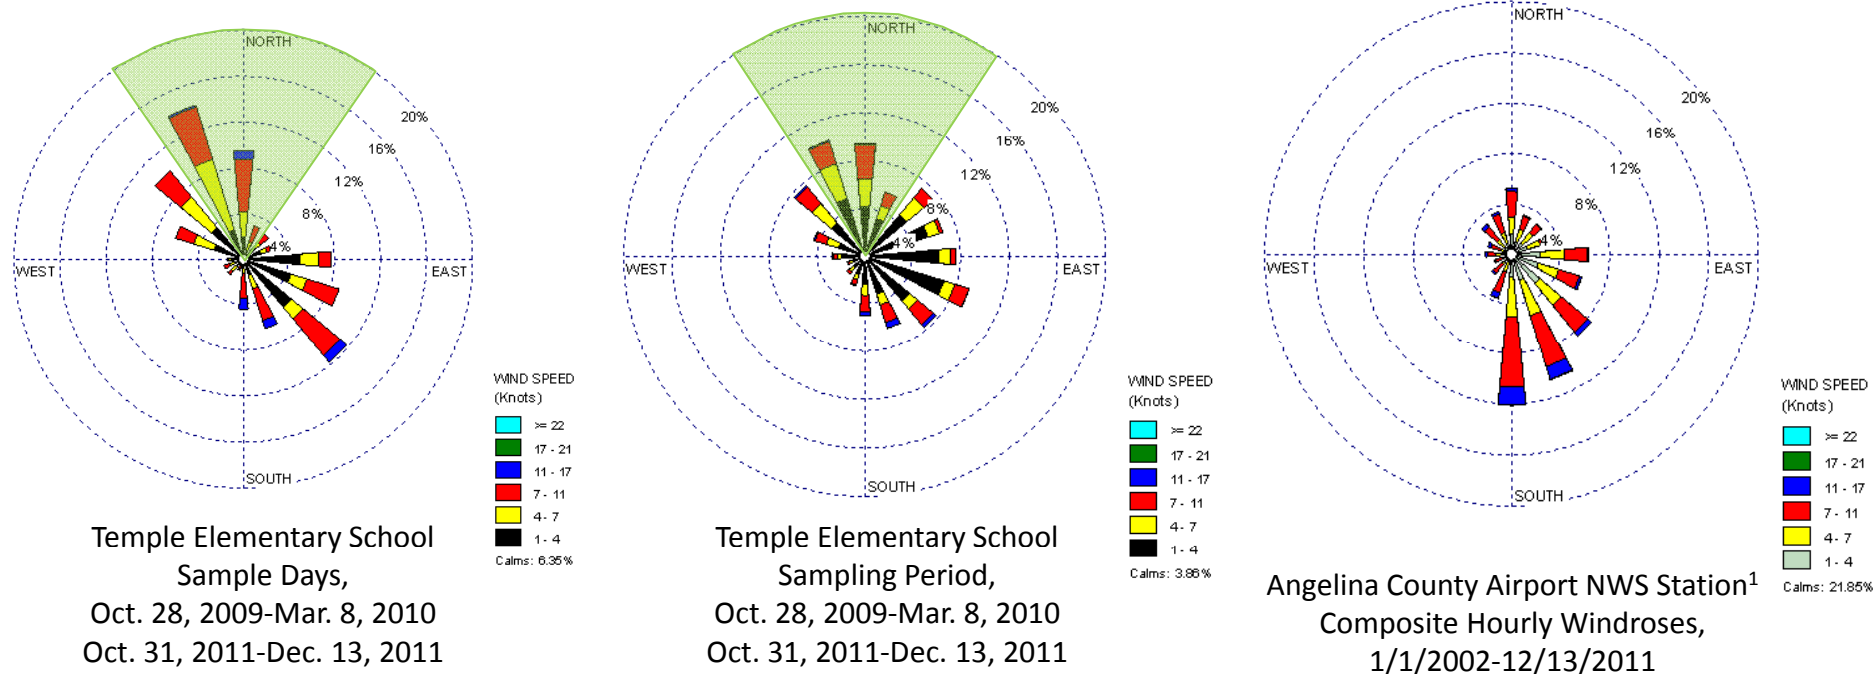 NORTH
20%
16%
12%
8%
4%
WEST
EAST
SOUTH
WIND SPEED
(Knots)
>= 22
17 - 21
11 - 17
7 - 11
4 - 7
1 - 4
Calms: 6.35%
Temple Elementary School
Sample Days,
Oct. 28, 2009-Mar. 8, 2010
Oct. 31, 2011-Dec. 13, 2011
NORTH
20%
16%
12%
8%
4%
WEST
EAST
SOUTH
WIND SPEED
(Knots)
>= 22
17 - 21
11 - 17
7 - 11
4 - 7
1 - 4
Calms: 3.86%
Temple Elementary School
Sampling Period,
Oct. 28, 2009-Mar. 8, 2010
Oct. 31, 2011-Dec. 13, 2011
NORTH
20%
16%
12%
8%
4%
WEST
EAST
SOUTH
WIND SPEED
(Knots)
>= 22
17 - 21
11 - 17
7 - 11
4 - 7
1 - 4
Calms: 21.85%
Angelina County Airport NWS Station¹
Composite Hourly Windroses,
1/1/2002-12/13/2011